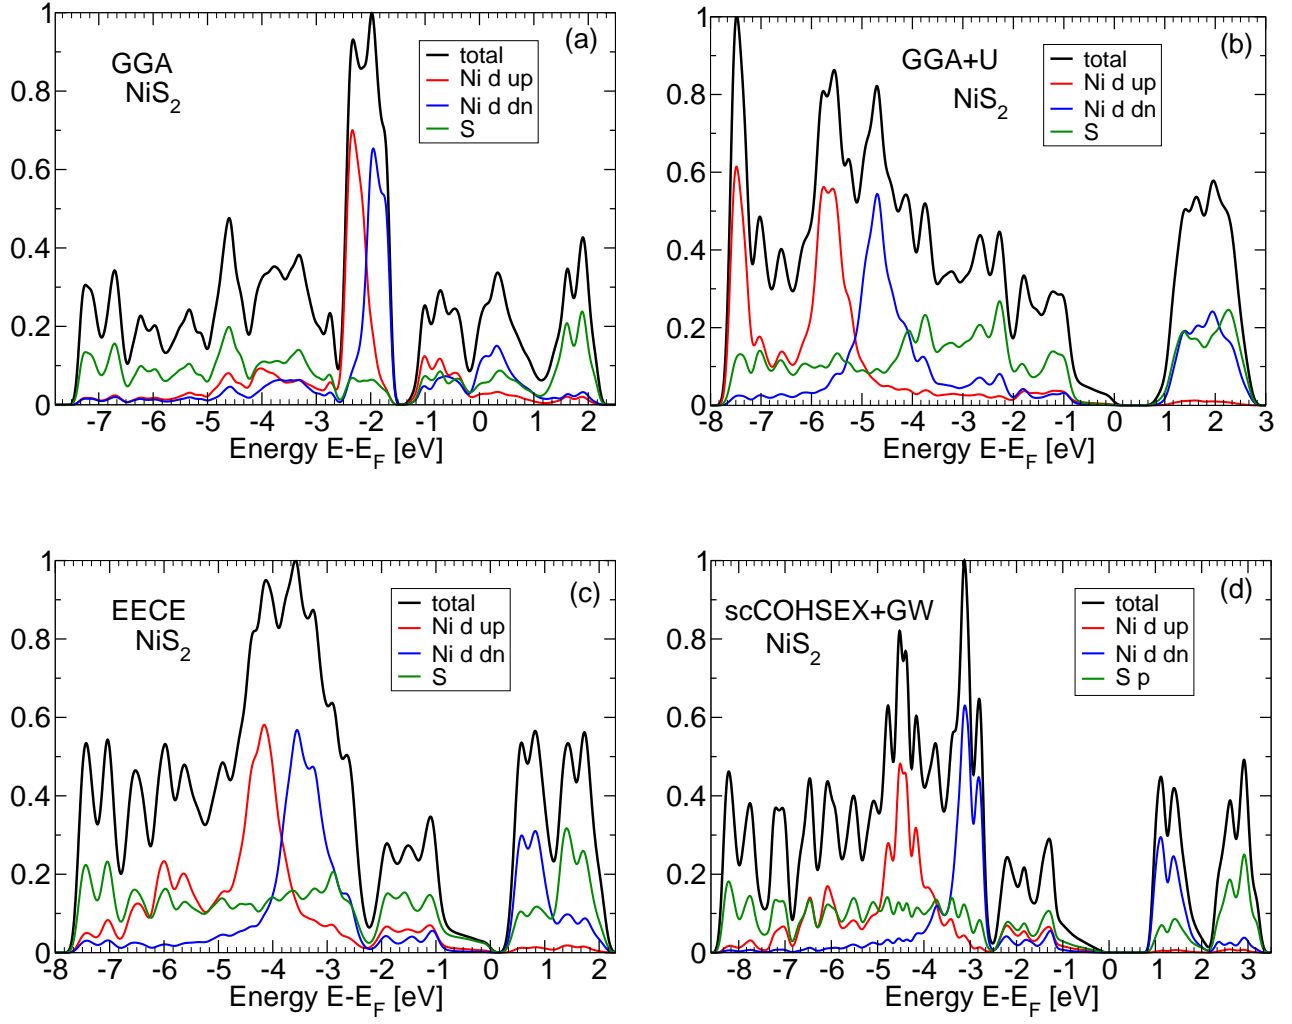 (a)
GGA
NiS2
total
Ni d up
Ni d dn
S
1
0.8
0.6
0.4
0.2
0
-7 -6 -5 -4 -3 -2 -1 0 1 2
Energy E-EF [eV]
(b)
GGA+U
NiS2
total
Ni d up
Ni d dn
S
1
0.8
0.6
0.4
0.2
0
-8 -7 -6 -5 -4 -3 -2 -1 0 1 2 3
Energy E-EF [eV]
(c)
EECE
NiS2
total
Ni d up
Ni d dn
S
1
0.8
0.6
0.4
0.2
0
-8 -7 -6 -5 -4 -3 -2 -1 0 1 2
Energy E-EF [eV]
(d)
scCOHSEX+GW
NiS2
total
Ni d up
Ni d dn
S p
1
0.8
0.6
0.4
0.2
0
-8 -7 -6 -5 -4 -3 -2 -1 0 1 2 3
Energy E-EF [eV]